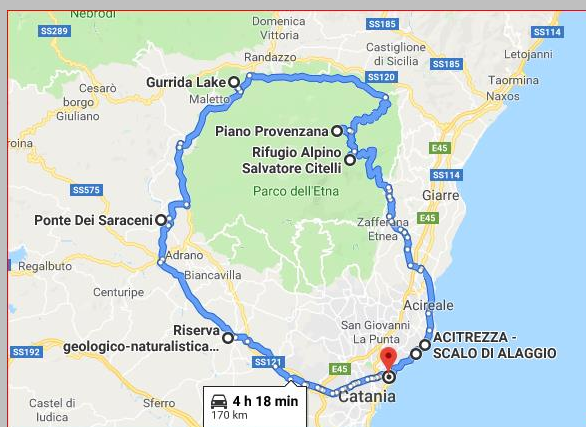 SS289
Nebrodi
Domenica
Vittoria
SS185
SS114
Castiglione
di Sicilia
Letojanni
Randazzo
SS185
Cesarò
borgo
Giuliano
Gurrida Lake
Maletto
SS120
Taormina
Naxos
roina
Piano Provenzana
E45
Rifugio Alpino
Salvatore Citelli
SS114
SS575
Parco dell'Etna
Giarre
Ponte Dei Saraceni
Zafferana
Etnea
E45
Regalbuto
Adrano
Biancavilla
Centuripe
Acireale
Riserva
geologico-naturalistica...
San Giovanni
La Punta
ACITREZZA -
SCALO DI ALAGGIO
SS192
SS121
E45
Catania
Castel di
Iudica
Sferro
4 h 18 min
170 km